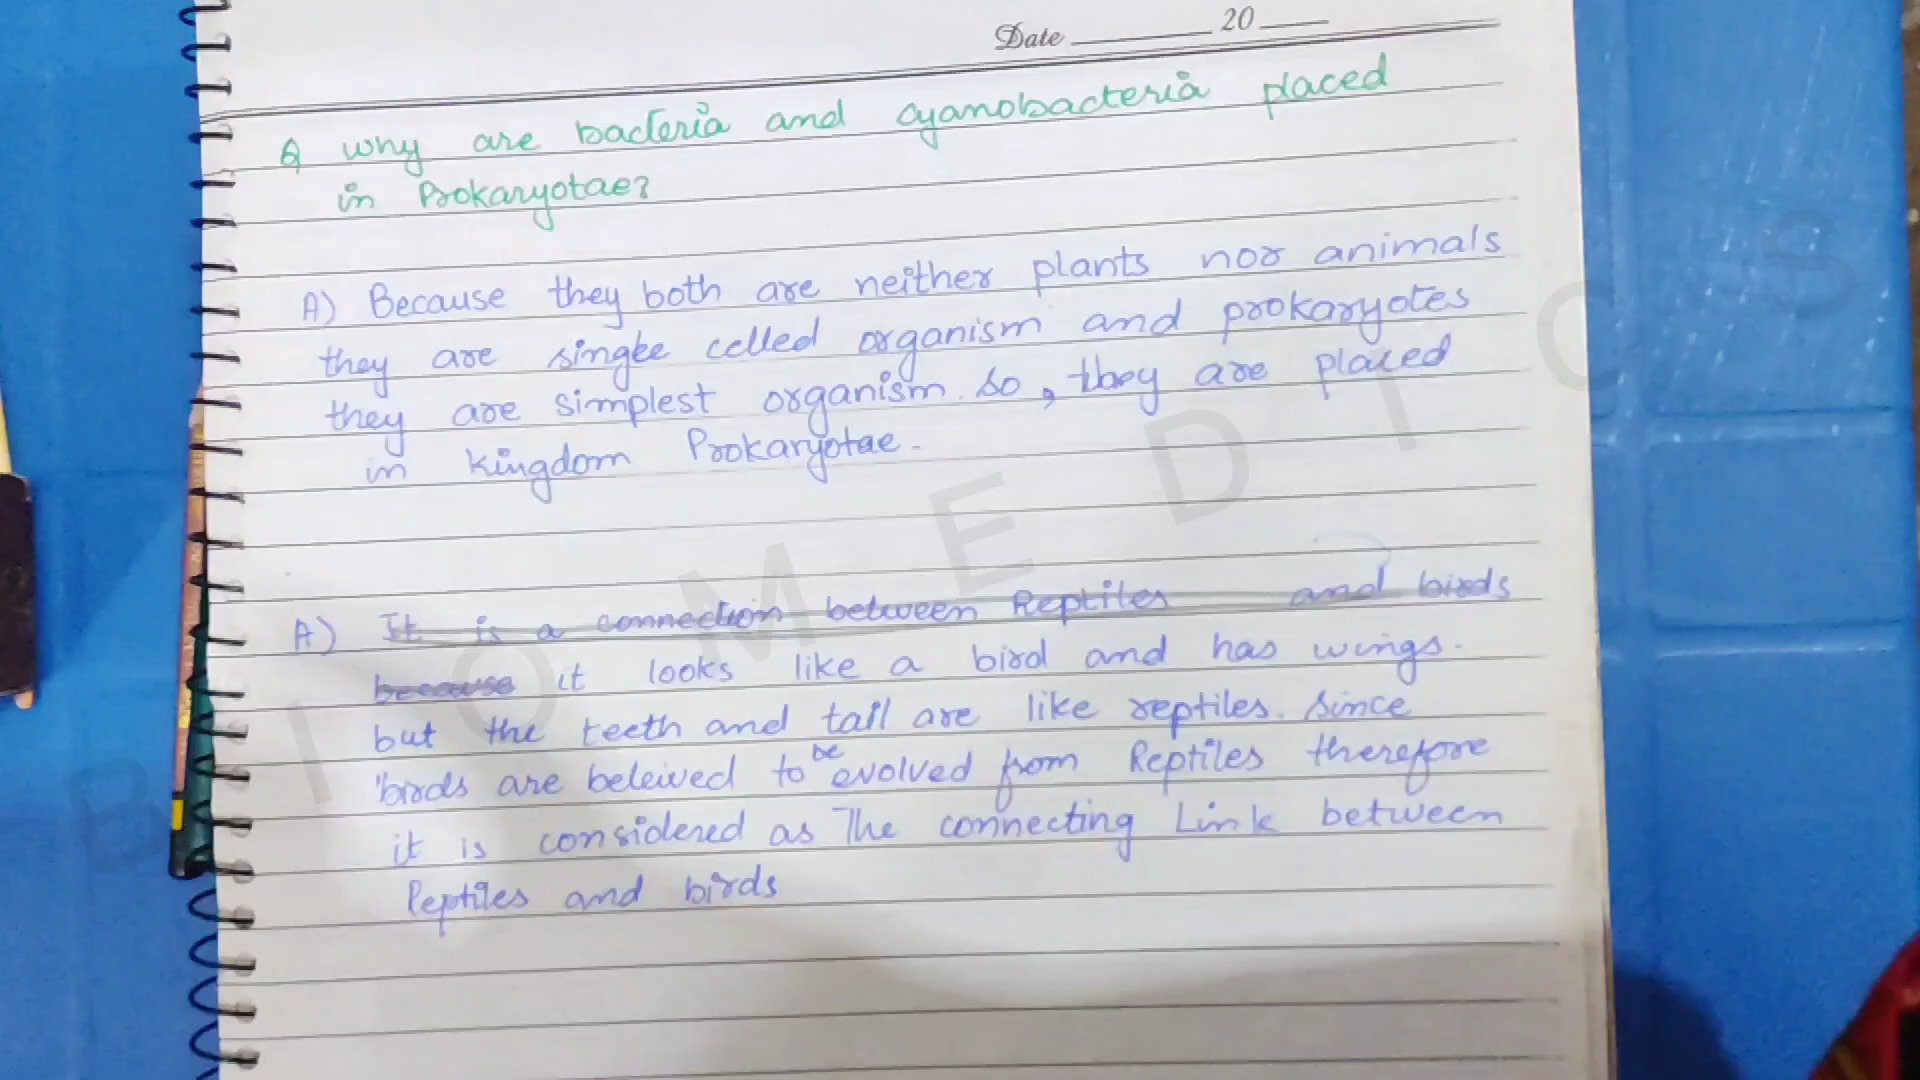 Date ______ 20 ___
Q why are bacteria and cyanobacteria placed
in Prokaryotae?
A) Because they both are neither plants nor animals
they are single celled organism and prokaryotes
they are simplest organism. So, they are placed
in kingdom Prokaryotae.
A) It is a connection between Reptiles and birds
because it looks like a bird and has wings.
but the teeth and tail are like reptiles. Since
birds are beleived to be evolved from Reptiles therefore
it is considered as The connecting Link between
Reptiles and birds
BIOMEDICS